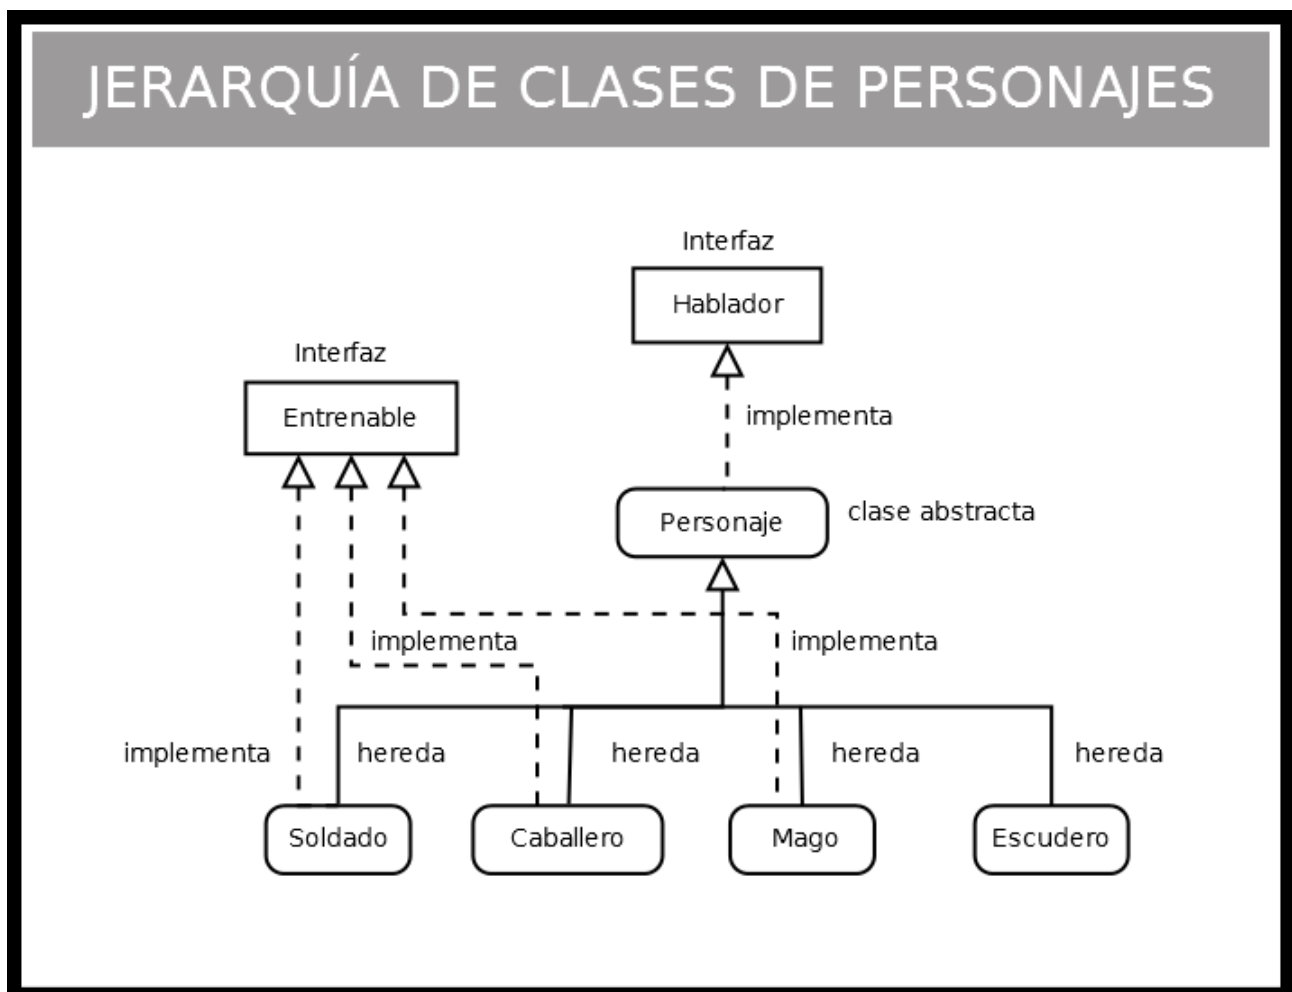 JERARQUÍA DE CLASES DE PERSONAJES
Interfaz
Hablador
Interfaz
Entrenable
implementa
Personaje
clase abstracta
implementa
implementa
implementa
hereda
hereda
hereda
hereda
Soldado
Caballero
Mago
Escudero